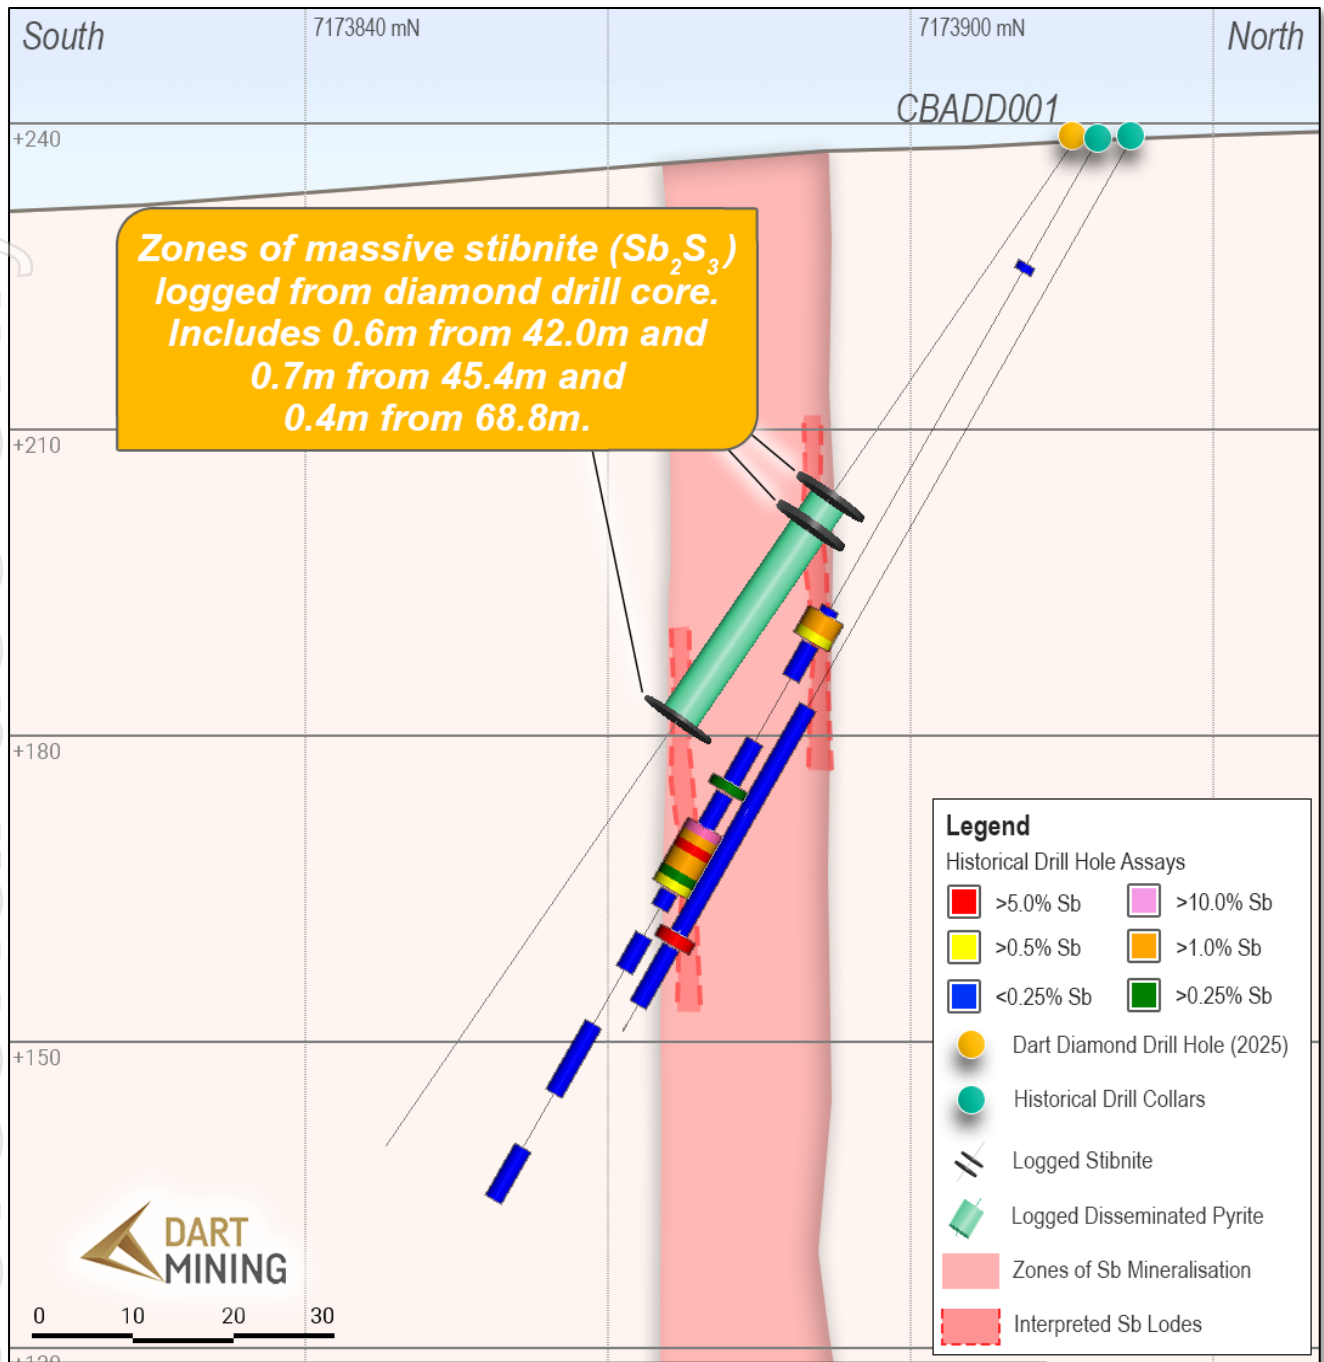 South
7173840 mN
7173900 mN
North
CBADD001
+240
Zones of massive stibnite (Sb2S3)
logged from diamond drill core.
Includes 0.6m from 42.0m and
0.7m from 45.4m and
0.4m from 68.8m.
+210
+180
+150
Legend
Historical Drill Hole Assays
>5.0% Sb
>10.0% Sb
>0.5% Sb
>1.0% Sb
<0.25% Sb
>0.25% Sb
Dart Diamond Drill Hole (2025)
Historical Drill Collars
Logged Stibnite
Logged Disseminated Pyrite
Zones of Sb Mineralisation
Interpreted Sb Lodes
DART
MINING
0 10 20 30